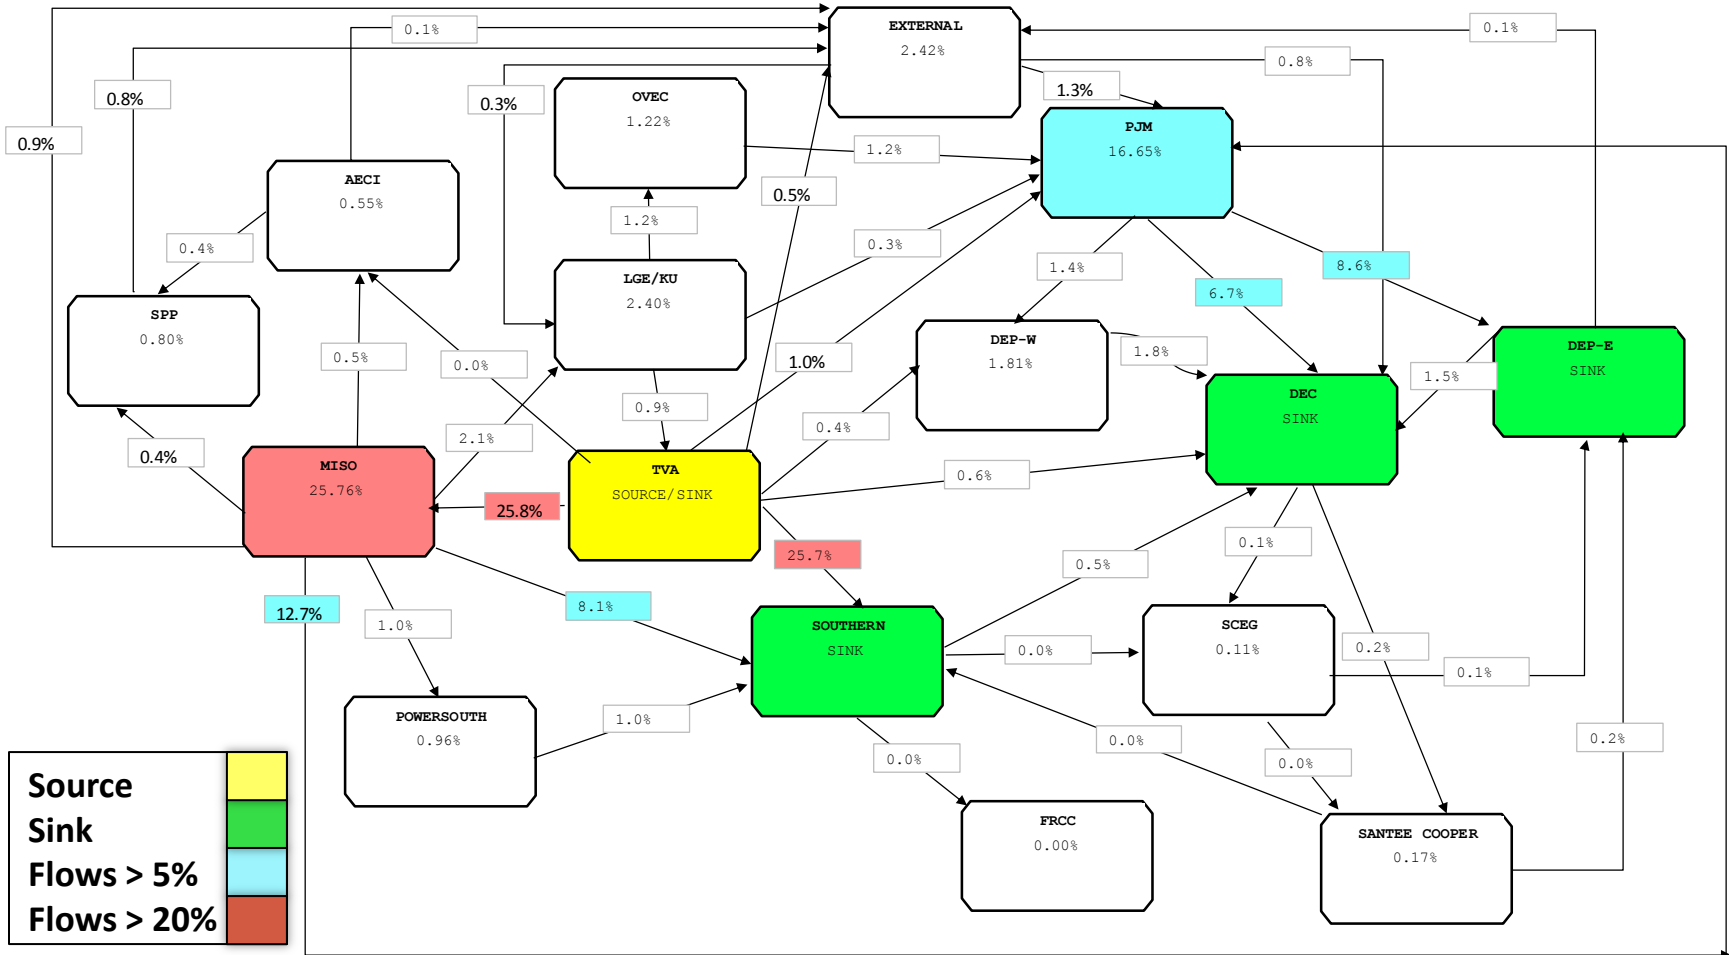 EXTERNAL
2.42%
0.1%
0.1%
0.8%
0.8%
0.3%
1.3%
0.9%
OVEC
1.22%
PJM
16.65%
1.2%
AECI
0.55%
0.5%
1.2%
0.4%
0.3%
1.4%
8.6%
6.7%
LGE/KU
2.40%
SPP
0.80%
0.5%
0.0%
1.0%
DEP-W
1.81%
1.8%
DEP-E
SINK
1.5%
DEC
SINK
0.9%
0.4%
2.1%
0.4%
MISO
25.76%
TVA
SOURCE/SINK
0.6%
25.8%
25.7%
0.1%
0.5%
12.7%
1.0%
8.1%
SOUTHERN
SINK
0.0%
SCEG
0.11%
0.2%
0.1%
POWERSOUTH
0.96%
1.0%
0.0%
0.0%
0.0%
0.2%
Source
Sink
Flows > 5%
Flows > 20%
FRCC
0.00%
SANTEE COOPER
0.17%